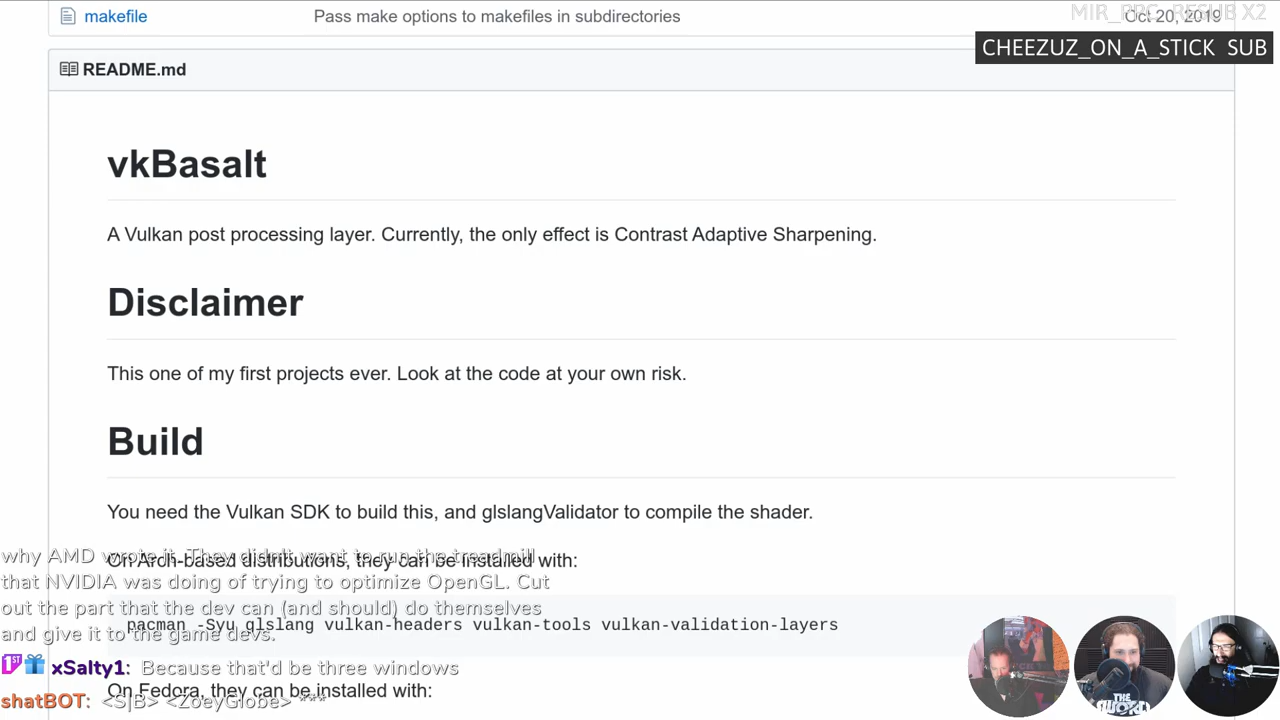 makefile Pass make options to makefiles in subdirectories Oct 20, 2019
MIR_PPC_RESUB X2
CHEEZUZ_ON_A_STICK SUB
README.md
vkBasalt
A Vulkan post processing layer. Currently, the only effect is Contrast Adaptive Sharpening.
Disclaimer
This one of my first projects ever. Look at the code at your own risk.
Build
You need the Vulkan SDK to build this, and glslangValidator to compile the shader.
On Arch-based distributions, they can be installed with:
pacman -Syu glslang vulkan-headers vulkan-tools vulkan-validation-layers
On Fedora, they can be installed with:
why AMD wrote it. They didn't want to run the treadmill
that NVIDIA was doing of trying to optimize OpenGL. Cut
out the part that the dev can (and should) do themselves
and give it to the game devs.
1ST xSalty1: Because that'd be three windows
shatBOT: <S|B> <ZoeyGlobe> ***
THE